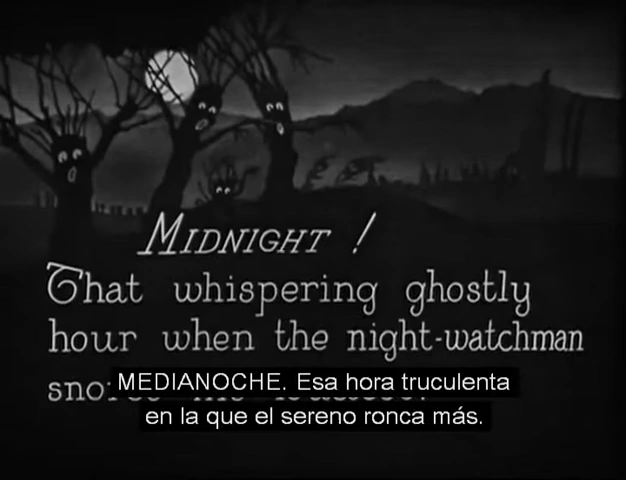 MIDNIGHT !
That whispering ghostly
hour when the night-watchman
MEDIANOCHE. Esa hora truculenta
en la que el sereno ronca más.